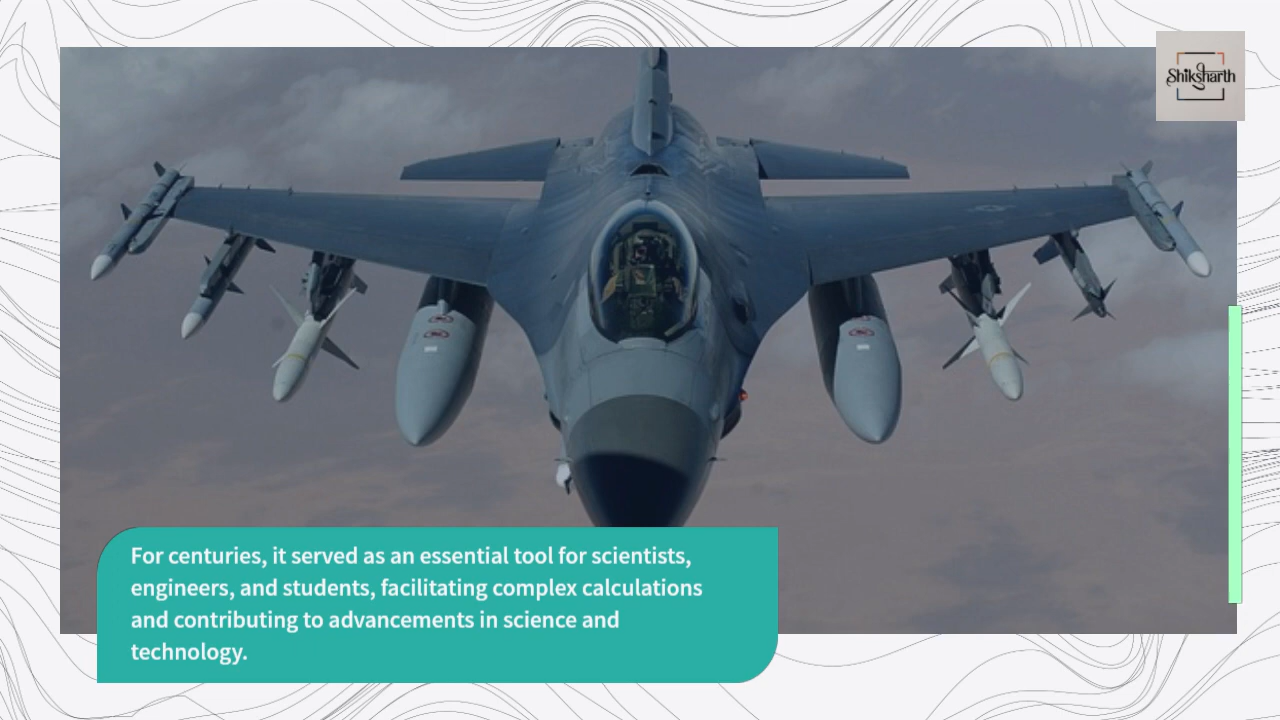 Shiksharth
For centuries, it served as an essential tool for scientists,
engineers, and students, facilitating complex calculations
and contributing to advancements in science and
technology.